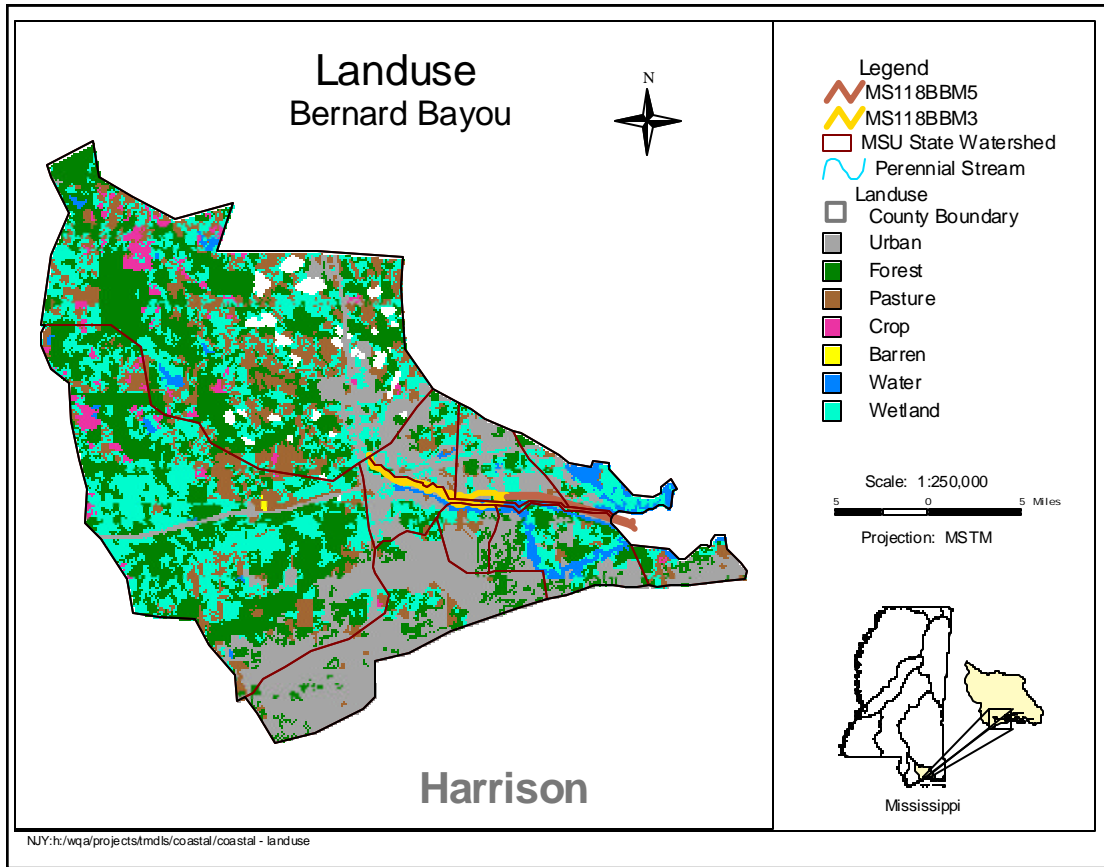 Landuse
Bernard Bayou
N
Harrison
Legend
MS118BBM5
MS118BBM3
MSU State Watershed
Perennial Stream
Landuse
County Boundary
Urban
Forest
Pasture
Crop
Barren
Water
Wetland
Scale: 1:250,000
5 0 5 Miles
Projection: MSTM
Mississippi
NJY:h:/wqa/projects/tmdls/coastal/coastal - landuse